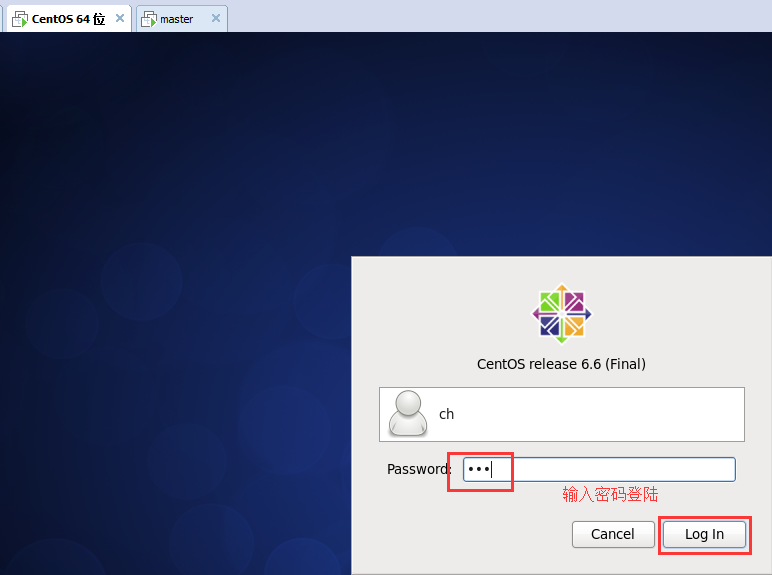 CentOS 64 位
master
CentOS release 6.6 (Final)
ch
Password: •••
输入密码登陆
Cancel
Log In